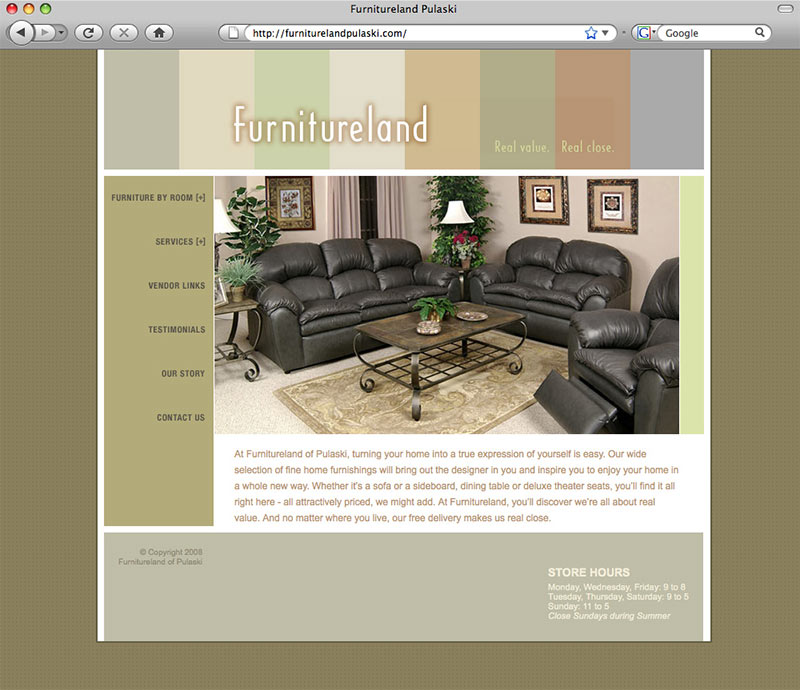 Furnitureland Pulaski
http://furniturelandpulaski.com/
Google
Furnitureland
Real value. Real close.
FURNITURE BY ROOM [+]
SERVICES [+]
VENDOR LINKS
TESTIMONIALS
OUR STORY
CONTACT US
At Furnitureland of Pulaski, turning your home into a true expression of yourself is easy. Our wide
selection of fine home furnishings will bring out the designer in you and inspire you to enjoy your home in
a whole new way. Whether it's a sofa or a sideboard, dining table or deluxe theater seats, you'll find it all
right here - all attractively priced, we might add. At Furnitureland, you'll discover we're all about real
value. And no matter where you live, our free delivery makes us real close.
© Copyright 2008
Furnitureland of Pulaski
STORE HOURS
Monday, Wednesday, Friday: 9 to 8
Tuesday, Thursday, Saturday: 9 to 5
Sunday: 11 to 5
Close Sundays during Summer